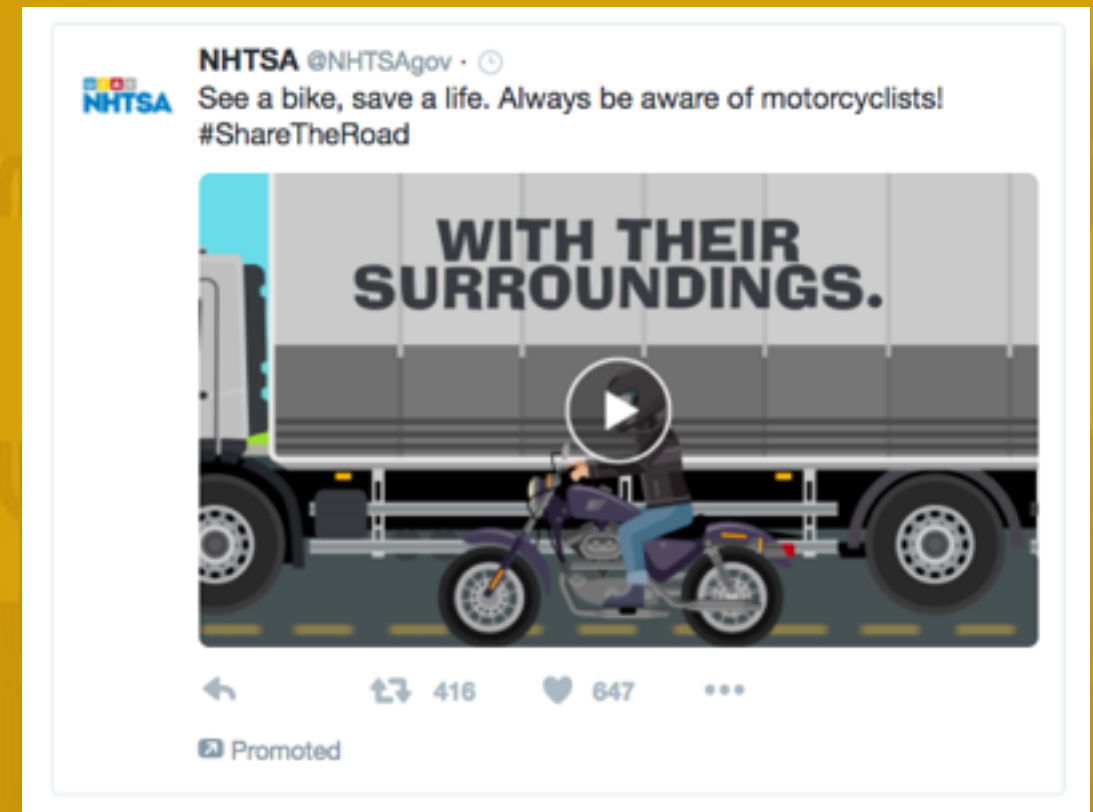 NHTSA @NHTSAgov ·
NHTSA
See a bike, save a life. Always be aware of motorcyclists!
#ShareTheRoad
WITH THEIR
SURROUNDINGS.
416 647
Promoted